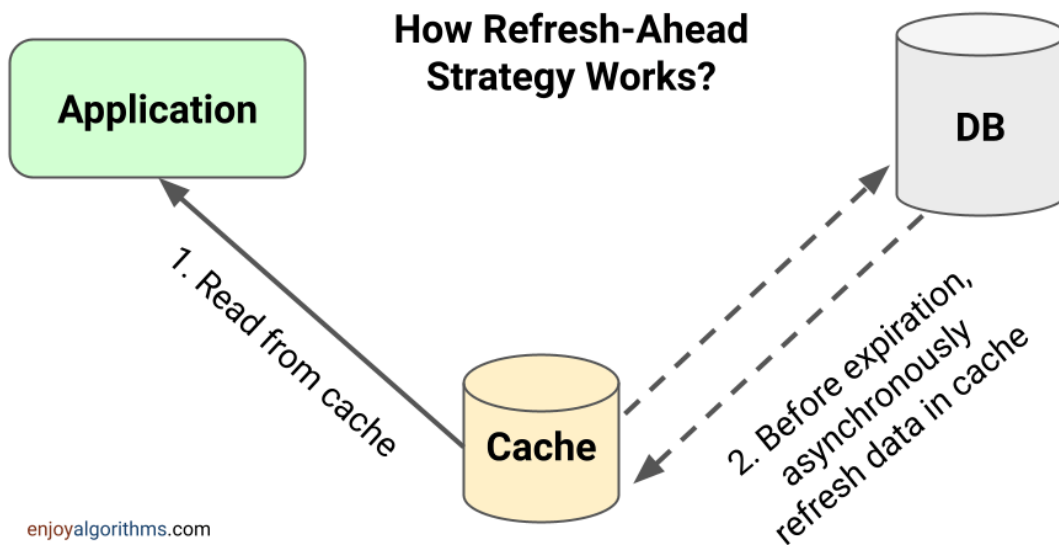 How Refresh-Ahead
Strategy Works?
Application
DB
1. Read from cache
Cache
2. Before expiration,
asynchronously
refresh data in cache
enjoyalgorithms.com